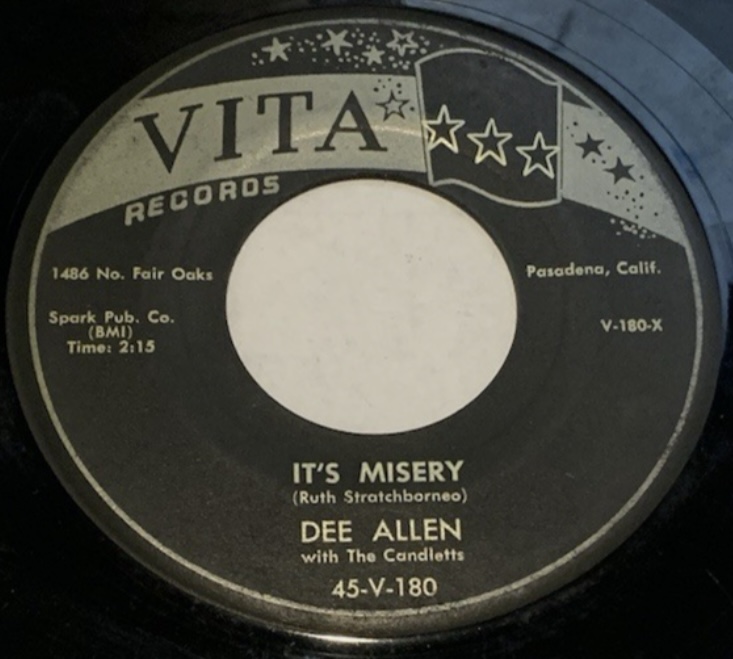 VITA
RECORDS
1486 No. Fair Oaks
Pasadena, Calif.
Spark Pub. Co.
(BMI)
Time: 2:15
V-180-X
IT'S MISERY
(Ruth Stratchborneo)
DEE ALLEN
with The Candletts
45-V-180